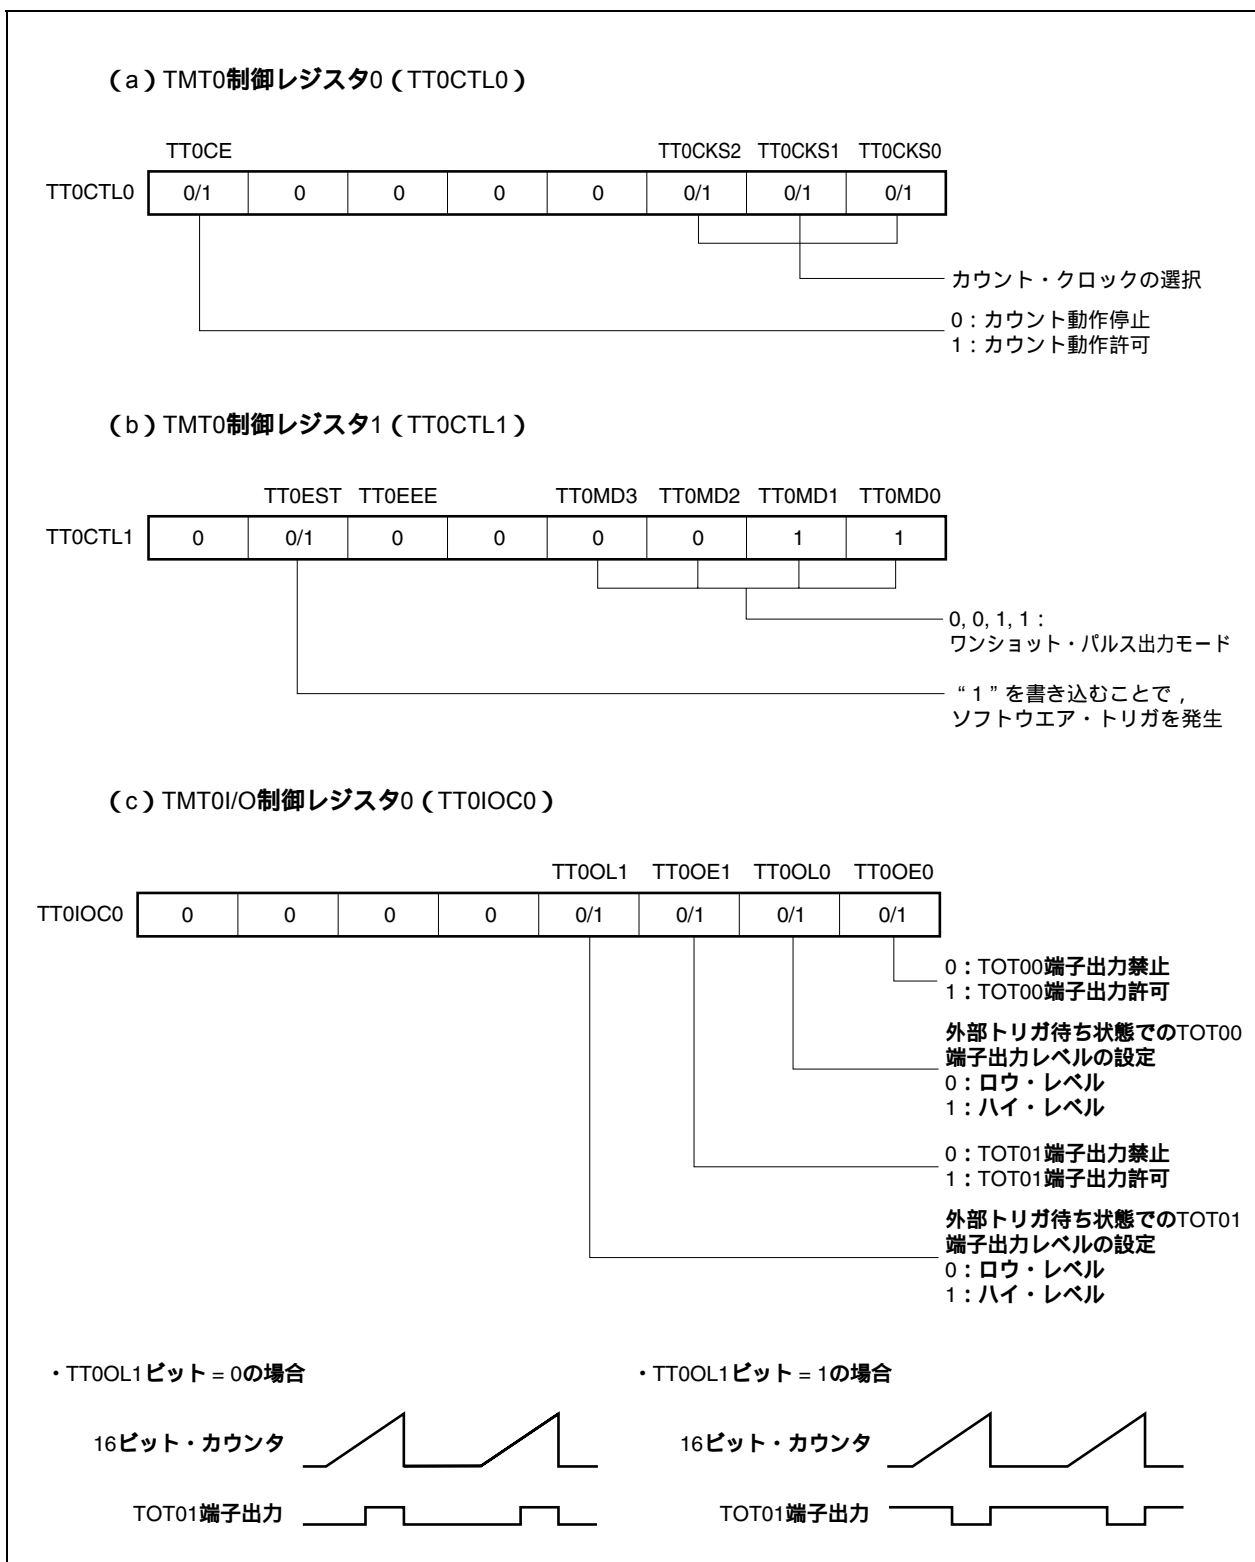 (a)TMT0制御レジスタ0(TT0CTL0)
TT0CE TT0CKS2 TT0CKS1 TT0CKS0
TT0CTL0 0/1 0 0 0 0 0/1 0/1 0/1
カウント・クロックの選択
0:カウント動作停止
1:カウント動作許可
(b)TMT0制御レジスタ1(TT0CTL1)
TT0EST TT0EEE TT0MD3 TT0MD2 TT0MD1 TT0MD0
TT0CTL1 0 0/1 0 0 0 0 1 1
0, 0, 1, 1:
ワンショット・パルス出力モード
“1”を書き込むことで,
ソフトウエア・トリガを発生
(c)TMT0I/O制御レジスタ0(TT0IOC0)
TT0OL1 TT0OE1 TT0OL0 TT0OE0
TT0IOC0 0 0 0 0 0/1 0/1 0/1 0/1
0:TOT00端子出力禁止
1:TOT00端子出力許可
外部トリガ待ち状態でのTOT00
端子出力レベルの設定
0:ロウ・レベル
1:ハイ・レベル
0:TOT01端子出力禁止
1:TOT01端子出力許可
外部トリガ待ち状態でのTOT01
端子出力レベルの設定
0:ロウ・レベル
1:ハイ・レベル
・TT0OL1ビット = 0の場合
16ビット・カウンタ
TOT01端子出力
・TT0OL1ビット = 1の場合
16ビット・カウンタ
TOT01端子出力